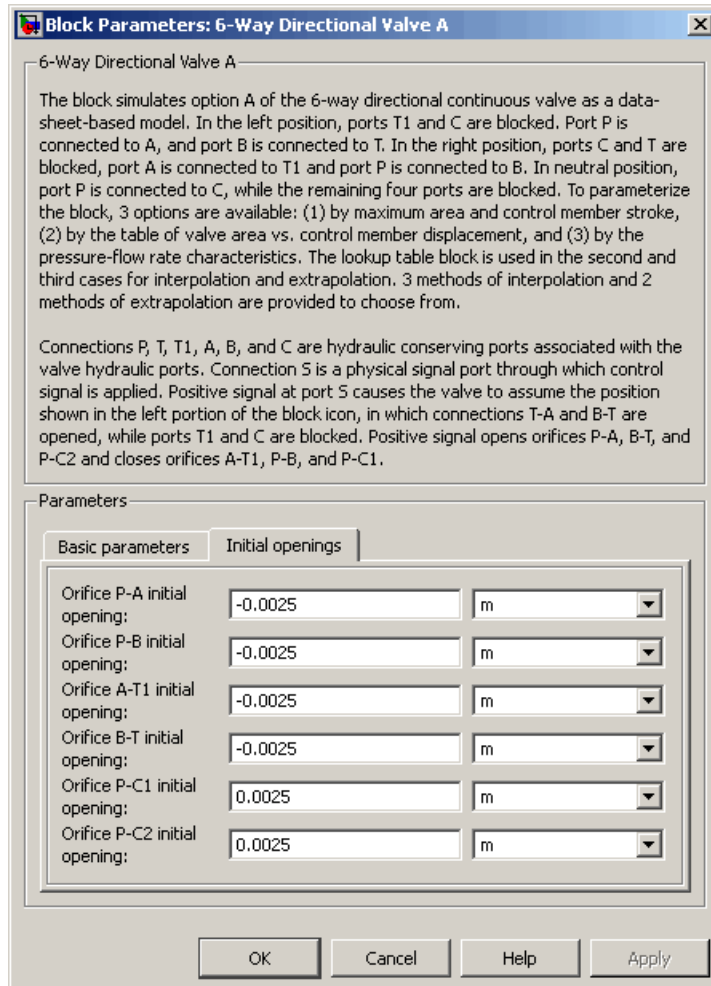 Block Parameters: 6-Way Directional Valve A
6-Way Directional Valve A
The block simulates option A of the 6-way directional continuous valve as a data-
sheet-based model. In the left position, ports T1 and C are blocked. Port P is
connected to A, and port B is connected to T. In the right position, ports C and T are
blocked, port A is connected to T1 and port P is connected to B. In neutral position,
port P is connected to C, while the remaining four ports are blocked. To parameterize
the block, 3 options are available: (1) by maximum area and control member stroke,
(2) by the table of valve area vs. control member displacement, and (3) by the
pressure-flow rate characteristics. The lookup table block is used in the second and
third cases for interpolation and extrapolation. 3 methods of interpolation and 2
methods of extrapolation are provided to choose from.
Connections P, T, T1, A, B, and C are hydraulic conserving ports associated with the
valve hydraulic ports. Connection S is a physical signal port through which control
signal is applied. Positive signal at port S causes the valve to assume the position
shown in the left portion of the block icon, in which connections T-A and B-T are
opened, while ports T1 and C are blocked. Positive signal opens orifices P-A, B-T, and
P-C2 and closes orifices A-T1, P-B, and P-C1.
Parameters
Basic parameters Initial openings
Orifice P-A initial
opening: -0.0025 m
Orifice P-B initial
opening: -0.0025 m
Orifice A-T1 initial
opening: -0.0025 m
Orifice B-T initial
opening: -0.0025 m
Orifice P-C1 initial
opening: 0.0025 m
Orifice P-C2 initial
opening: 0.0025 m
OK Cancel Help Apply